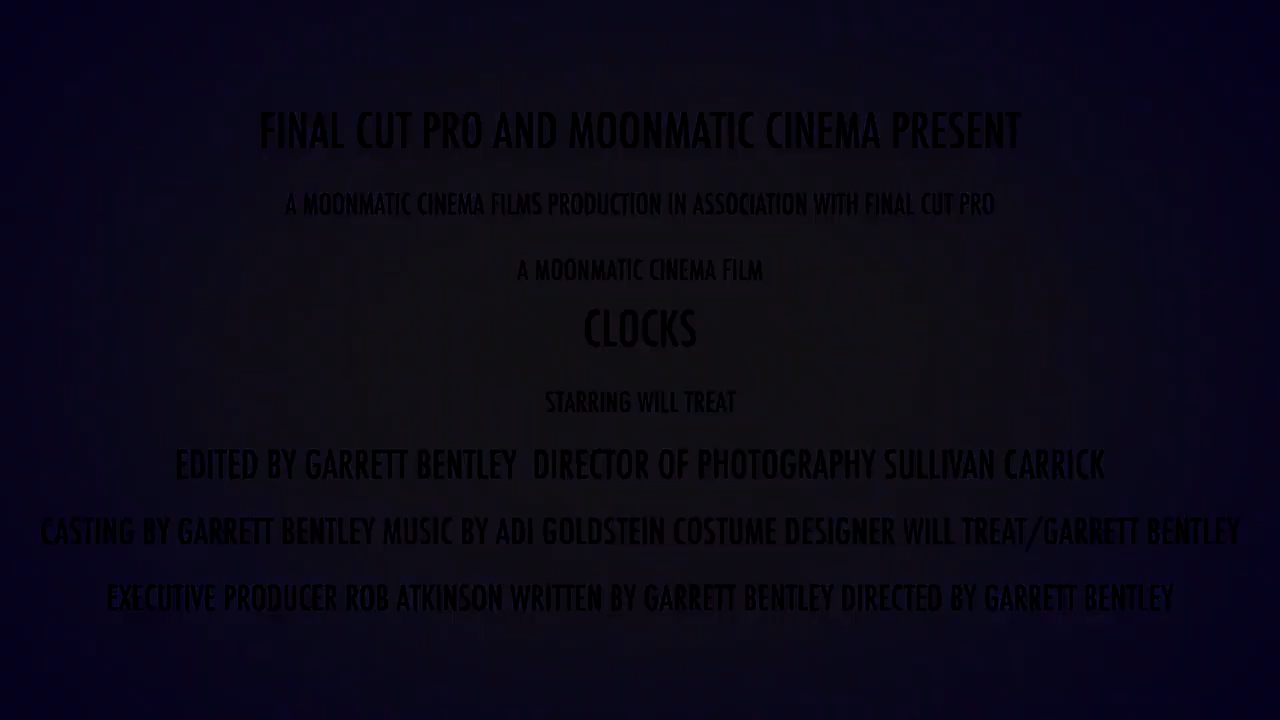 FINAL CUT PRO AND MOONMATIC CINEMA PRESENT
A MOONMATIC CINEMA FILMS PRODUCTION IN ASSOCIATION WITH FINAL CUT PRO
A MOONMATIC CINEMA FILM
CLOCKS
STARRING WILL TREAT
EDITED BY GARRETT BENTLEY DIRECTOR OF PHOTOGRAPHY SULLIVAN CARRICK
CASTING BY GARRETT BENTLEY MUSIC BY ADI GOLDSTEIN COSTUME DESIGNER WILL TREAT/GARRETT BENTLEY
EXECUTIVE PRODUCER ROB ATKINSON WRITTEN BY GARRETT BENTLEY DIRECTED BY GARRETT BENTLEY